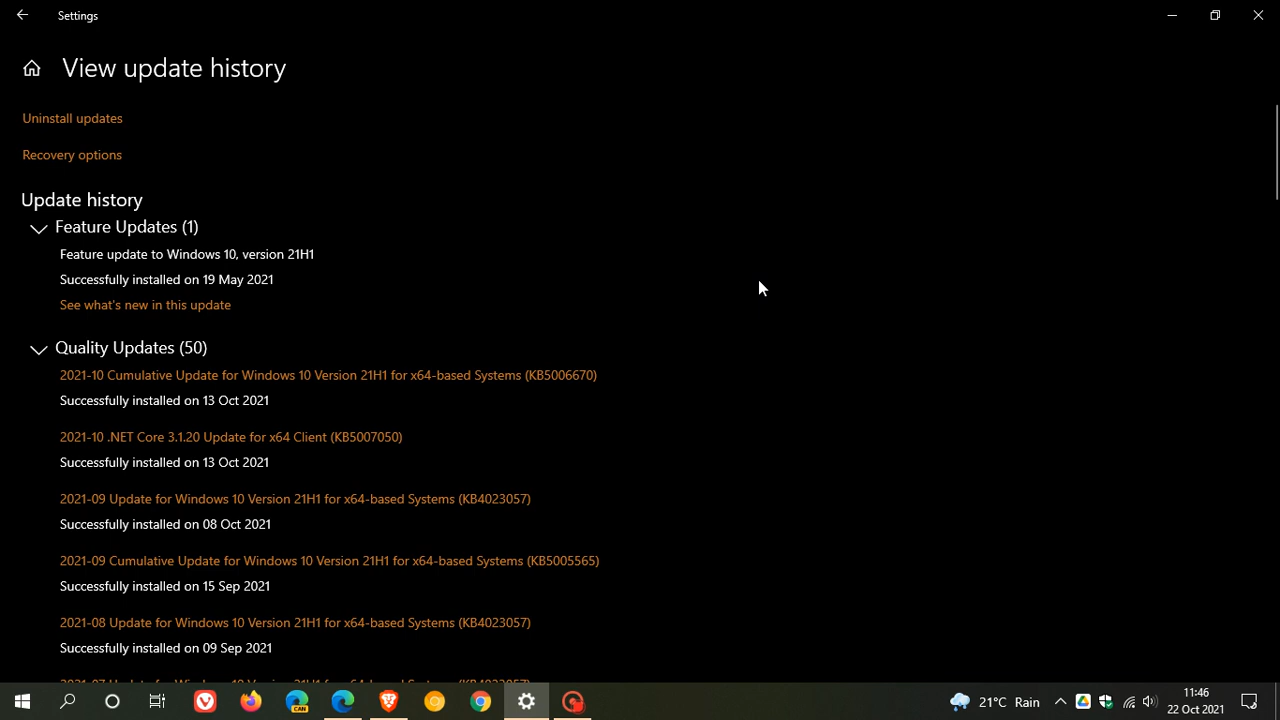 Settings
View update history
Uninstall updates
Recovery options
Update history
Feature Updates (1)
Feature update to Windows 10, version 21H1
Successfully installed on 19 May 2021
See what's new in this update
Quality Updates (50)
2021-10 Cumulative Update for Windows 10 Version 21H1 for x64-based Systems (KB5006670)
Successfully installed on 13 Oct 2021
2021-10 .NET Core 3.1.20 Update for x64 Client (KB5007050)
Successfully installed on 13 Oct 2021
2021-09 Update for Windows 10 Version 21H1 for x64-based Systems (KB4023057)
Successfully installed on 08 Oct 2021
2021-09 Cumulative Update for Windows 10 Version 21H1 for x64-based Systems (KB5005565)
Successfully installed on 15 Sep 2021
2021-08 Update for Windows 10 Version 21H1 for x64-based Systems (KB4023057)
Successfully installed on 09 Sep 2021
CAN
21°C Rain
11:46
22 Oct 2021